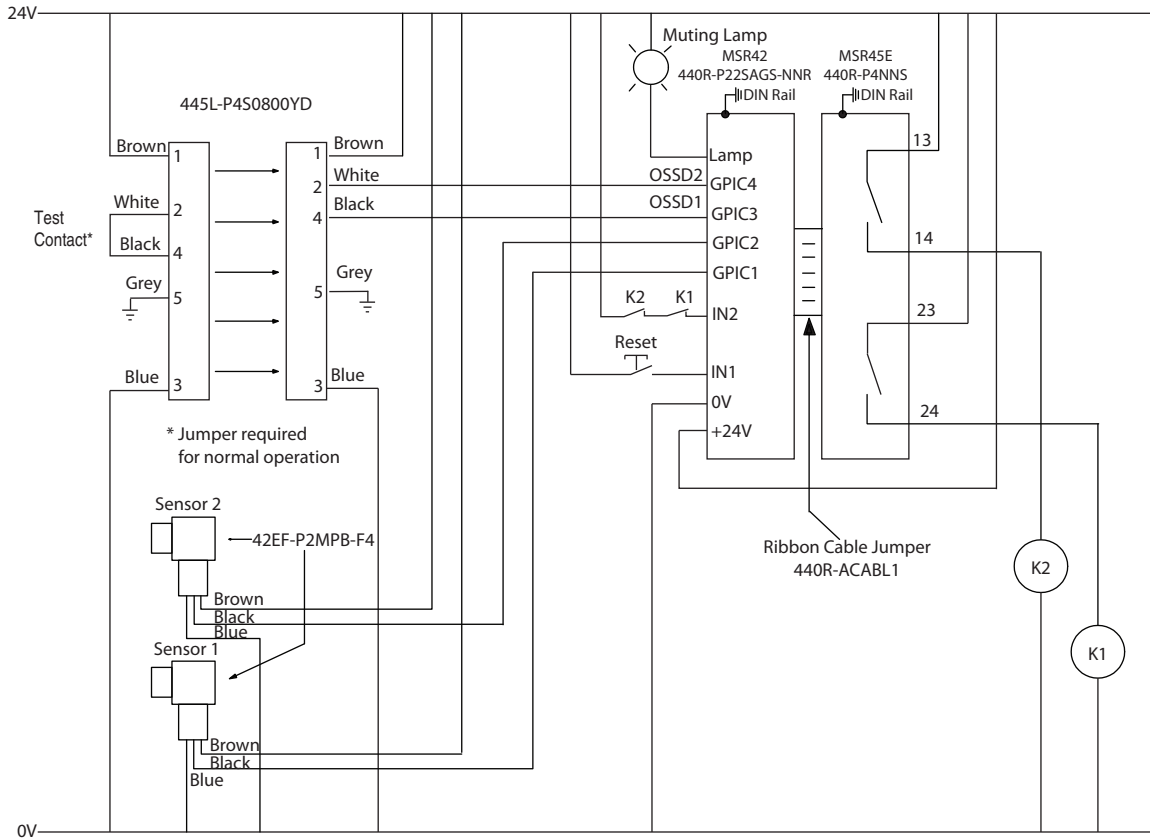 24V
Muting Lamp
MSR42
440R-P22SAGS-NNR
DIN Rail
MSR45E
440R-P4NNS
DIN Rail
445L-P4S0800YD
Brown
1
White
2
Test
Contact*
Black
4
Grey
5
Blue
3
1
Brown
2
White
4
Black
5
Grey
3
Blue
* Jumper required
for normal operation
Lamp
OSSD2
GPIC4
OSSD1
GPIC3
GPIC2
GPIC1
K2
K1
IN2
Reset
IN1
0V
+24V
13
14
23
24
Ribbon Cable Jumper
440R-ACABL1
Sensor 2
42EF-P2MPB-F4
Brown
Black
Blue
Sensor 1
Brown
Black
Blue
K2
K1
0V